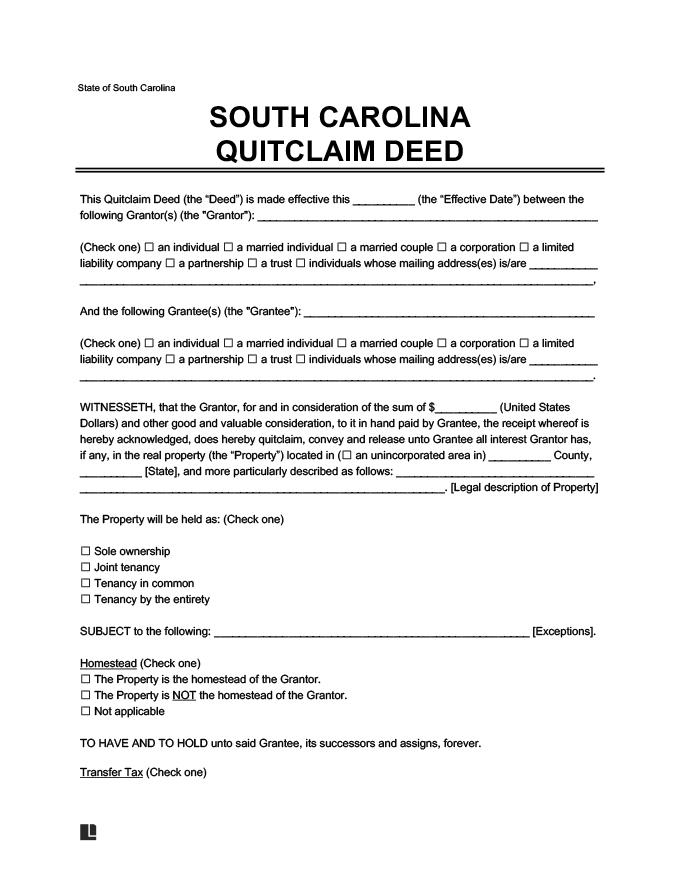 State of South Carolina
SOUTH CAROLINA
QUITCLAIM DEED
This Quitclaim Deed (the “Deed”) is made effective this __________ (the “Effective Date”) between the
following Grantor(s) (the "Grantor"): ________________________________________________________
(Check one) ☐ an individual ☐ a married individual ☐ a married couple ☐ a corporation ☐ a limited
liability company ☐ a partnership ☐ a trust ☐ individuals whose mailing address(es) is/are ___________
____________________________________________________________________________________,
And the following Grantee(s) (the "Grantee"): ________________________________________________
(Check one) ☐ an individual ☐ a married individual ☐ a married couple ☐ a corporation ☐ a limited
liability company ☐ a partnership ☐ a trust ☐ individuals whose mailing address(es) is/are ___________
____________________________________________________________________________________.
WITNESSETH, that the Grantor, for and in consideration of the sum of $__________ (United States
Dollars) and other good and valuable consideration, to it in hand paid by Grantee, the receipt whereof is
hereby acknowledged, does hereby quitclaim, convey and release unto Grantee all interest Grantor has,
if any, in the real property (the “Property”) located in (☐ an unincorporated area in) __________ County,
__________ [State], and more particularly described as follows: ________________________________
____________________________________________________________. [Legal description of Property]
The Property will be held as: (Check one)
☐ Sole ownership
☐ Joint tenancy
☐ Tenancy in common
☐ Tenancy by the entirety
SUBJECT to the following: ____________________________________________________ [Exceptions].
Homestead (Check one)
☐ The Property is the homestead of the Grantor.
☐ The Property is NOT the homestead of the Grantor.
☐ Not applicable
TO HAVE AND TO HOLD unto said Grantee, its successors and assigns, forever.
Transfer Tax (Check one)